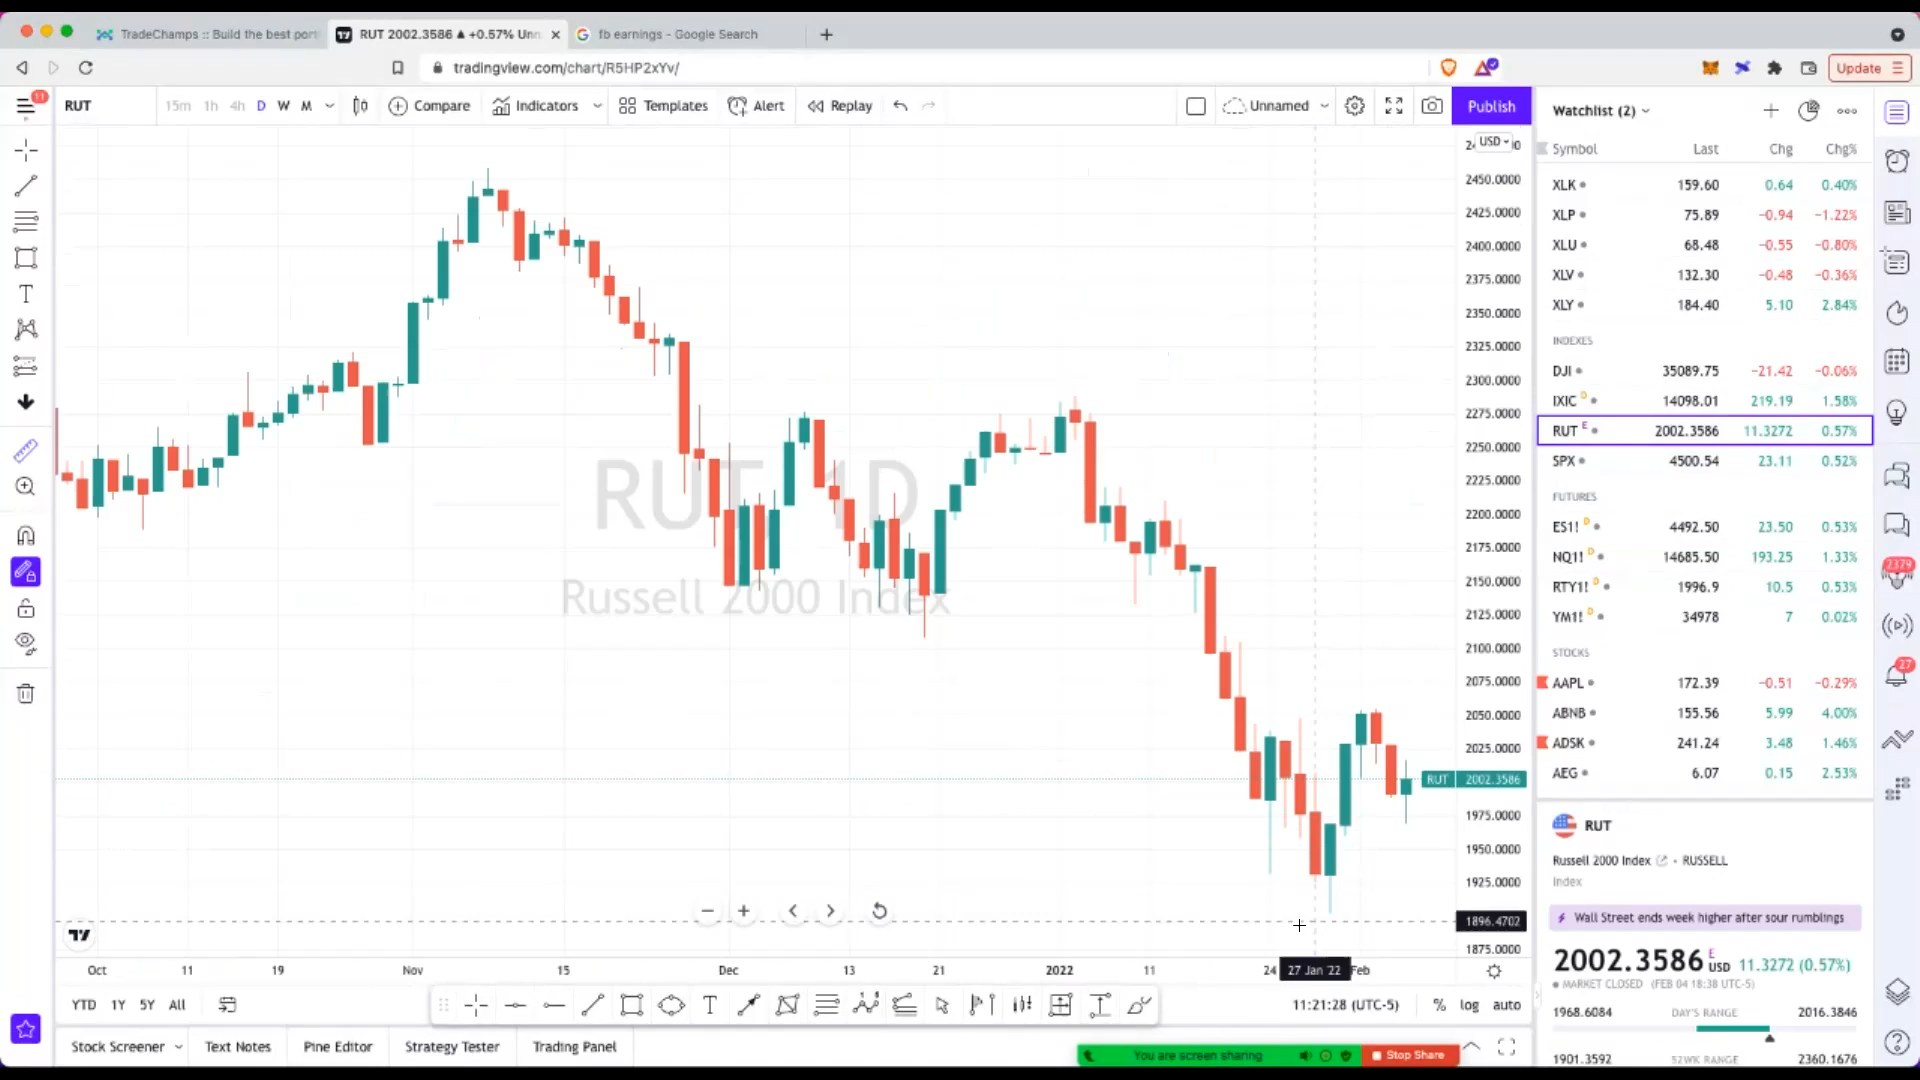 TradeChamps :: Build the best port
RUT 2002.3586 ▲ +0.57% Unn
fb earnings - Google Search
tradingview.com/chart/R5HP2xYv/
Update
11
RUT
15m 1h 4h D W M
Compare
Indicators
Templates
Alert
Replay
Unnamed
Publish
Watchlist (2)
Symbol Last Chg Chg%
XLK 159.60 0.64 0.40%
XLP 75.89 −0.94 −1.22%
XLU 68.48 −0.55 −0.80%
XLV 132.30 −0.48 −0.36%
XLY 184.40 5.10 2.84%
INDEXES
DJI 35089.75 −21.42 −0.06%
IXIC D 14098.01 219.19 1.58%
RUT E 2002.3586 11.3272 0.57%
SPX 4500.54 23.11 0.52%
FUTURES
ES1! D 4492.50 23.50 0.53%
NQ1! D 14685.50 193.25 1.33%
RTY1! D 1996.9 10.5 0.53%
YM1! D 34978 7 0.02%
STOCKS
AAPL 172.39 −0.51 −0.29%
ABNB 155.56 5.99 4.00%
ADSK 241.24 3.48 1.46%
AEG 6.07 0.15 2.53%
2379
27
USD
2450.0000
2425.0000
2400.0000
2375.0000
2350.0000
2325.0000
2300.0000
2275.0000
2250.0000
2225.0000
2200.0000
2175.0000
2150.0000
2125.0000
2100.0000
2075.0000
2050.0000
2025.0000
RUT 2002.3586
1975.0000
1950.0000
1925.0000
1896.4702
1875.0000
RUT, 1D
Russell 2000 Index
Oct 11 19 Nov 15 Dec 13 21 2022 11 24 27 Jan '22 Feb
YTD 1Y 5Y All
11:21:28 (UTC-5)
% log auto
Stock Screener
Text Notes
Pine Editor
Strategy Tester
Trading Panel
You are screen sharing
Stop Share
RUT
Russell 2000 Index • RUSSELL
Index
Wall Street ends week higher after sour rumblings
2002.3586 E USD 11.3272 (0.57%)
MARKET CLOSED (FEB 04 18:38 UTC-5)
1968.6084 DAY'S RANGE 2016.3846
1901.3592 52WK RANGE 2360.1676